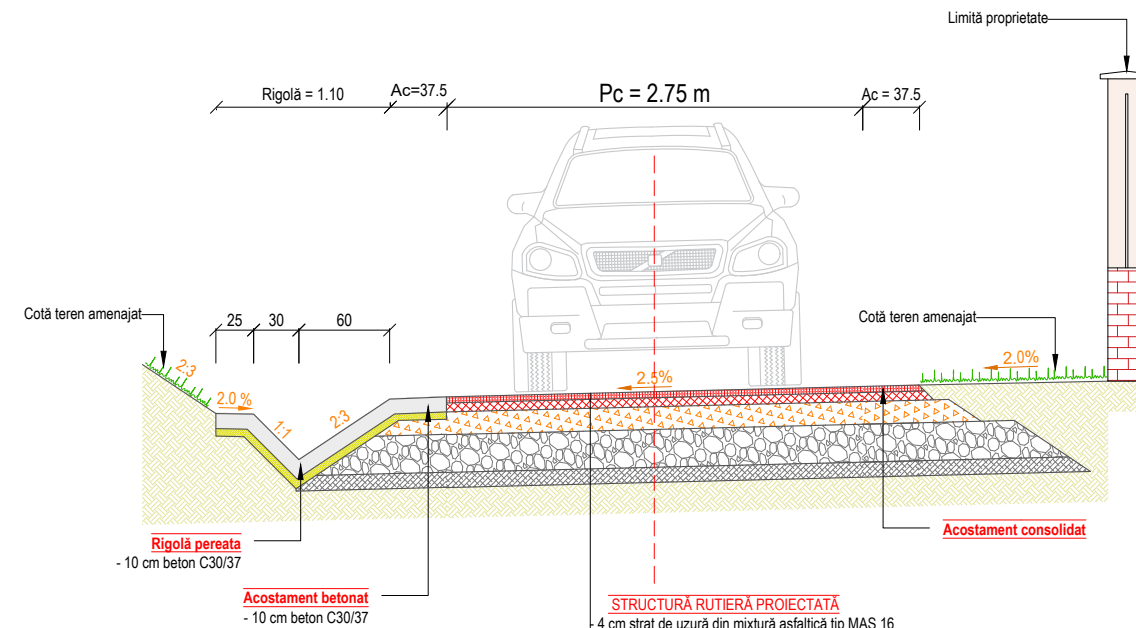 Limită proprietate
Rigolă = 1.10
Ac=37.5
Pc = 2.75 m
Ac = 37.5
Cotă teren amenajat
25
30
60
Cotă teren amenajat
2:3
2.0 %
1:1
2:3
2.5%
2.0%
Rigolă pereata
- 10 cm beton C30/37
Acostament betonat
- 10 cm beton C30/37
Acostament consolidat
STRUCTURĂ RUTIERĂ PROIECTATĂ
- 4 cm strat de uzură din mixtură asfaltică tip MAS 16